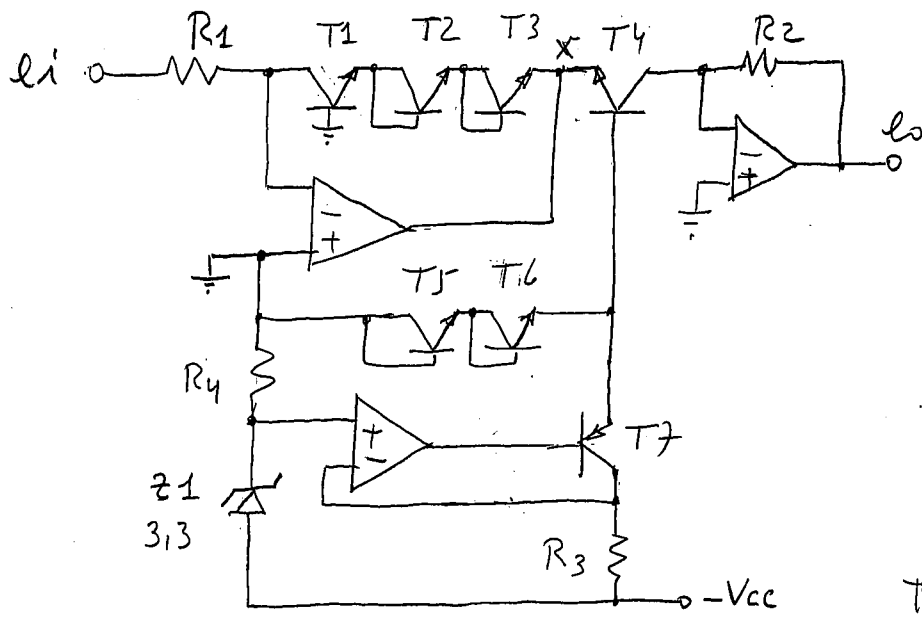 R1 T1 T2 T3 X T4 R2
ei
eo
-
+
-
+
T5 T6
R4
+
-
T7
Z1
3,3
R3
-Vcc
T